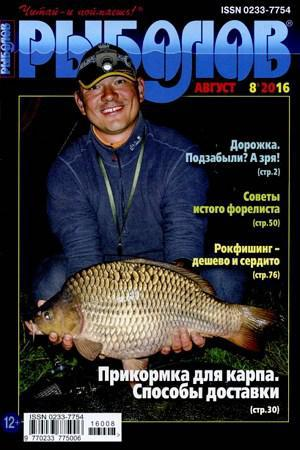 Читай – и поймаешь!
ISSN 0233-7754
РЫБОЛОВ
РЫБОЛОВ
АВГУСТ 8'2016
Дорожка.
Подзабыли? А зря!
(стр.2)
Советы
истого форелиста
(стр.50)
Рокфишинг –
дешево и сердито
(стр.76)
Прикормка для карпа.
Способы доставки
(стр.30)
12+
ISSN 0233-7754
16008
9 770233 775006